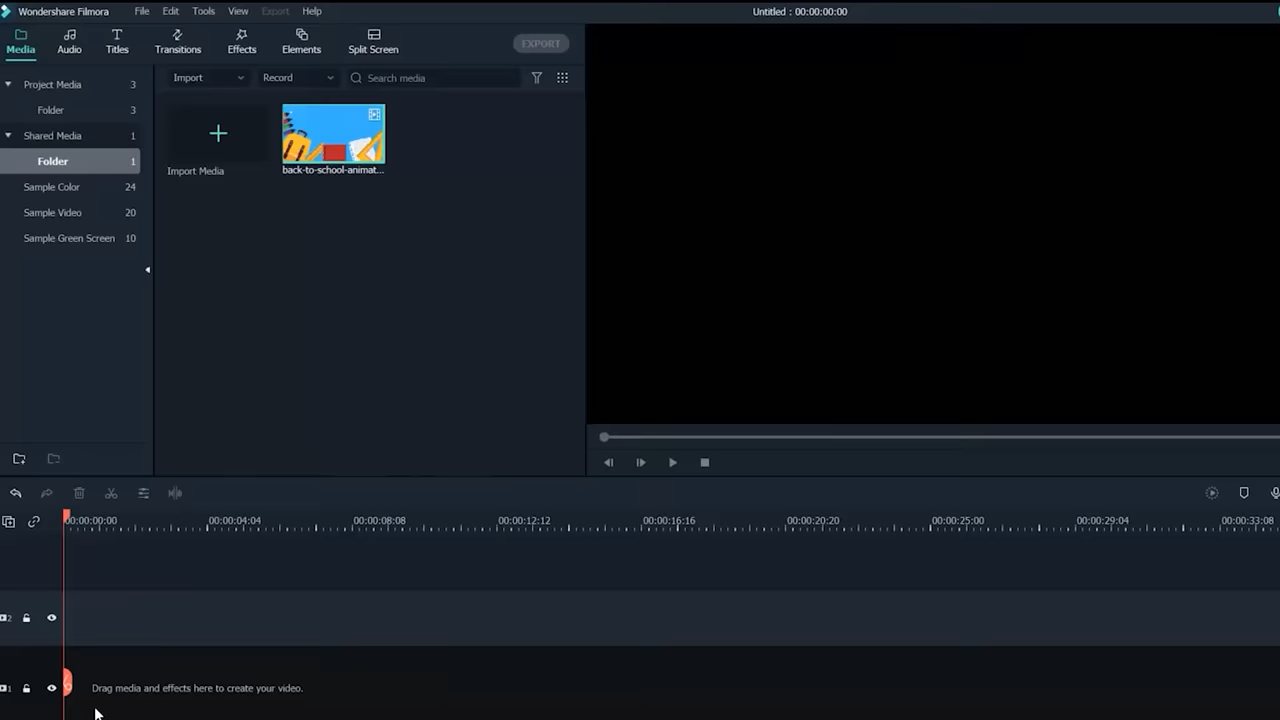 Wondershare Filmora File Edit Tools View Export Help Untitled : 00:00:00:00
Media Audio Titles Transitions Effects Elements Split Screen EXPORT
Project Media 3
Folder 3
Shared Media 1
Folder 1
Sample Color 24
Sample Video 20
Sample Green Screen 10
Import Record Search media
Import Media
back-to-school-animat...
00:00:00:00 00:00:04:04 00:00:08:08 00:00:12:12 00:00:16:16 00:00:20:20 00:00:25:00 00:00:29:04 00:00:33:08
2
1 Drag media and effects here to create your video.